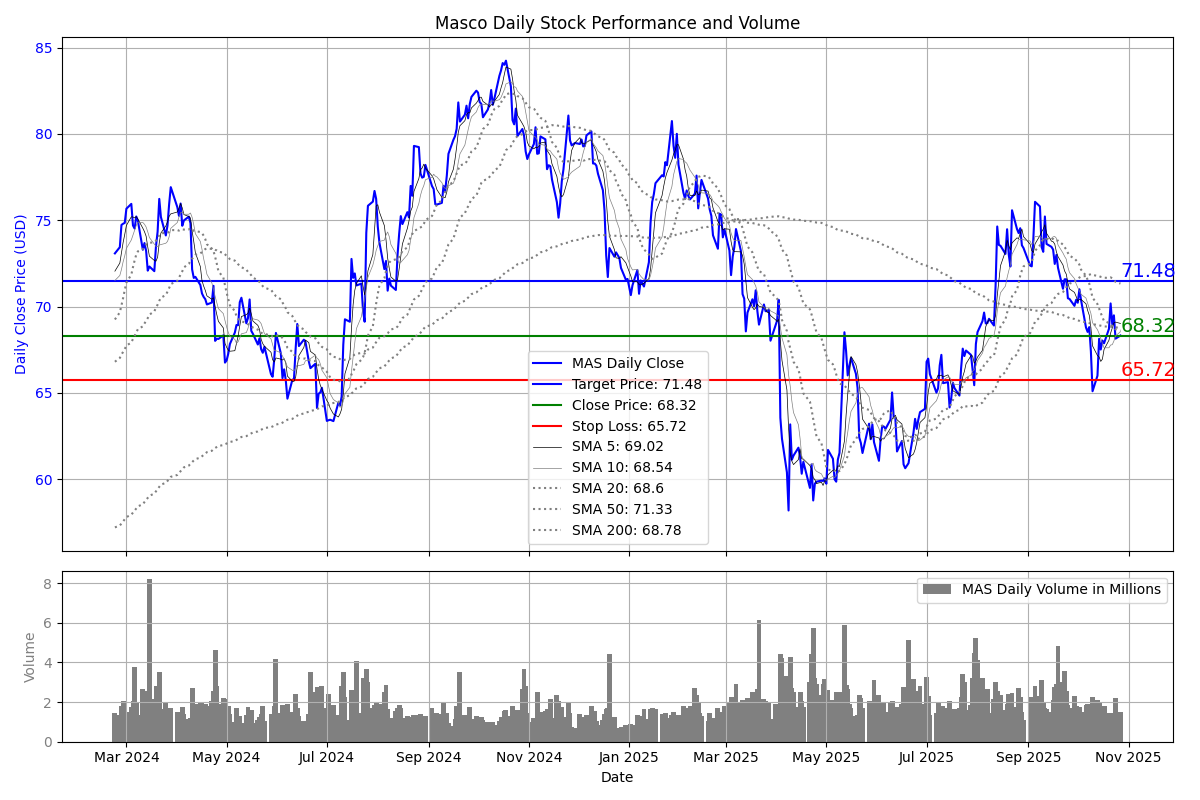 Masco Daily Stock Performance and Volume
Daily Close Price (USD)
85
80
75
70
65
60
71.48
68.32
65.72
MAS Daily Close
Target Price: 71.48
Close Price: 68.32
Stop Loss: 65.72
SMA 5: 69.02
SMA 10: 68.54
SMA 20: 68.6
SMA 50: 71.33
SMA 200: 68.78
Volume
8
6
4
2
0
MAS Daily Volume in Millions
Mar 2024
May 2024
Jul 2024
Sep 2024
Nov 2024
Jan 2025
Mar 2025
May 2025
Jul 2025
Sep 2025
Nov 2025
Date